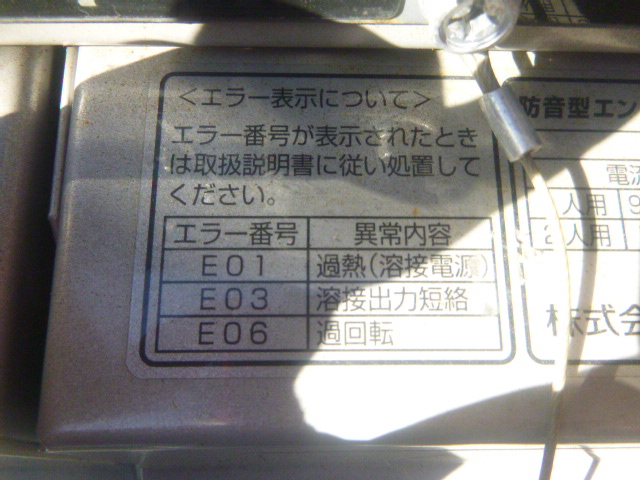 ＜エラー表示について＞
エラー番号が表示されたとき
は取扱説明書に従い処置して
ください。
エラー番号 異常内容
E01 過熱(溶接電源)
E03 溶接出力短絡
E06 過回転
防音型エン
電流
人用 9
2人用
株式会